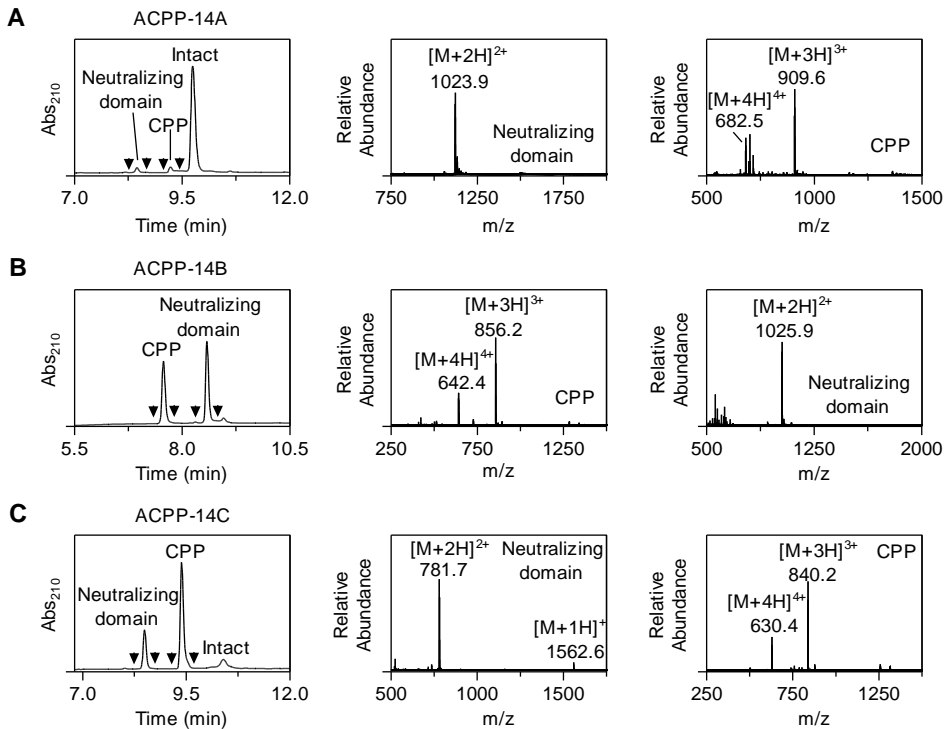 A
ACPP-14A
Abs210
Neutralizing
domain
CPP
Intact
7.0 9.5 12.0
Time (min)
Relative
Abundance
[M+2H]2+
1023.9
Neutralizing
domain
750 1000 1250
m/z
Relative
Abundance
[M+3H]3+
909.6
[M+4H]4+
682.5
CPP
500 1000 1500
m/z
B
ACPP-14B
Abs210
Neutralizing
domain
CPP
5.5 8.0 10.5
Time (min)
Relative
Abundance
[M+3H]3+
856.2
[M+4H]4+
642.4
CPP
250 750 1250
m/z
Relative
Abundance
[M+2H]2+
1025.9
Neutralizing
domain
500 1250 2000
m/z
C
ACPP-14C
Abs210
CPP
Neutralizing
domain
Intact
7.0 9.5 12.0
Time (min)
Relative
Abundance
[M+2H]2+
781.7
Neutralizing
domain
[M+1H]+
1562.6
500 1000 1500
m/z
Relative
Abundance
[M+3H]3+
840.2
CPP
[M+4H]4+
630.4
250 750 1250
m/z